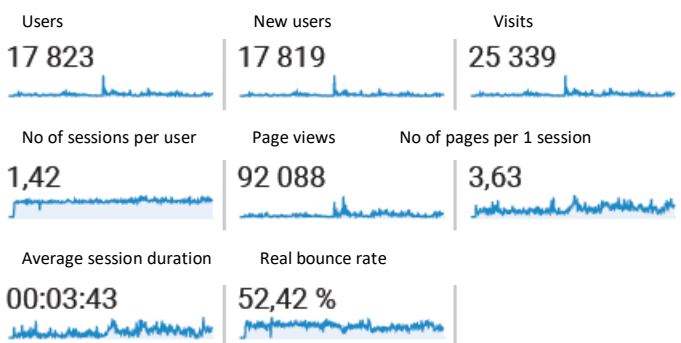 Users New users Visits
17 823 17 819 25 339
No of sessions per user Page views No of pages per 1 session
1,42 92 088 3,63
Average session duration Real bounce rate
00:03:43 52,42 %